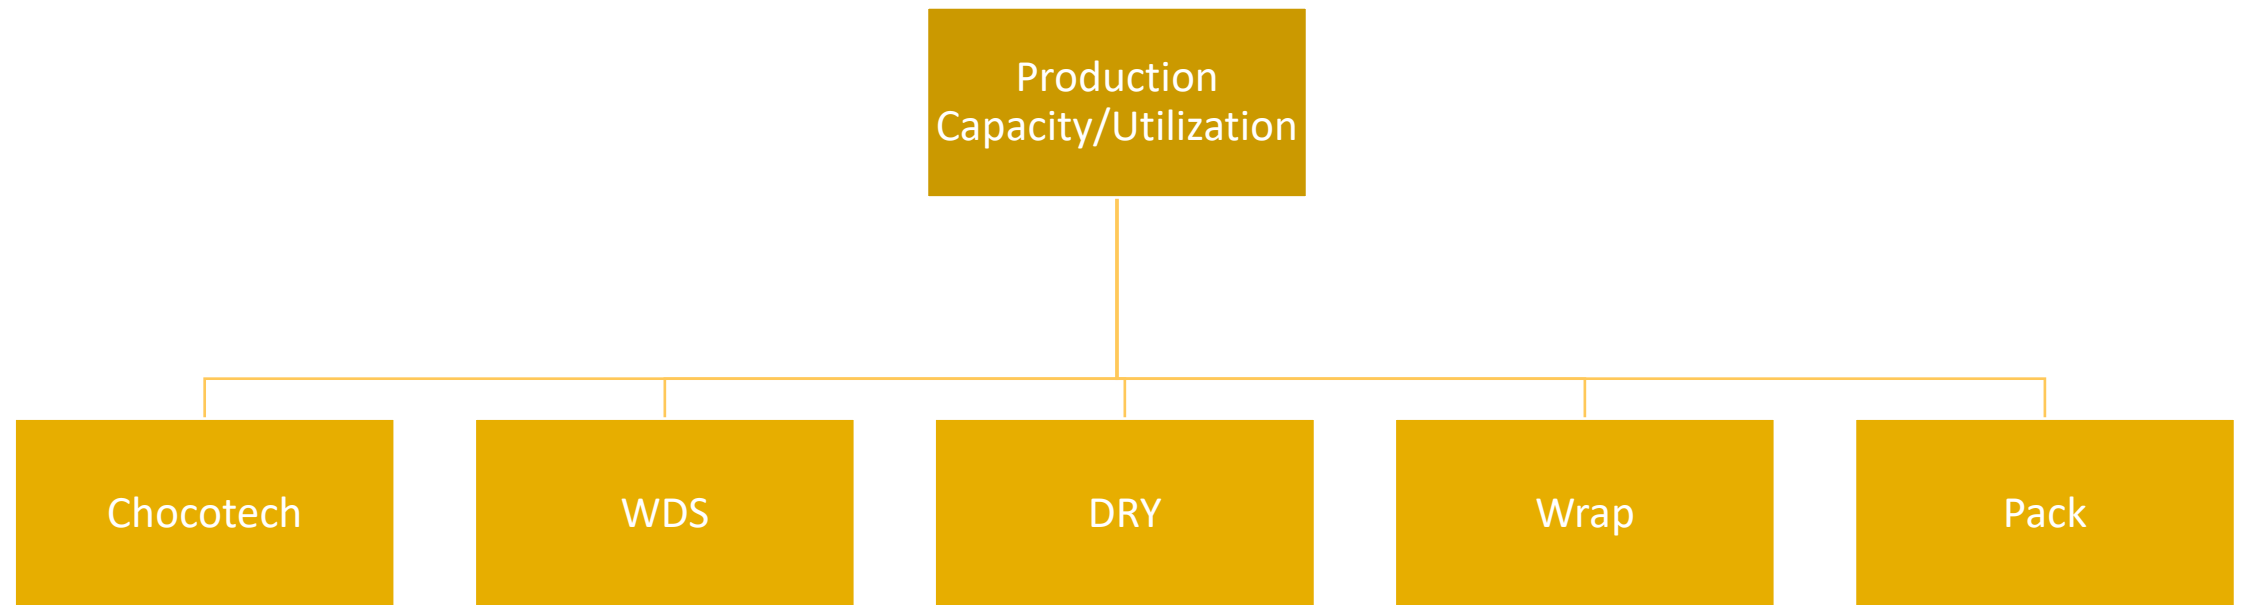 Production
Capacity/Utilization
Chocotech
WDS
DRY
Wrap
Pack